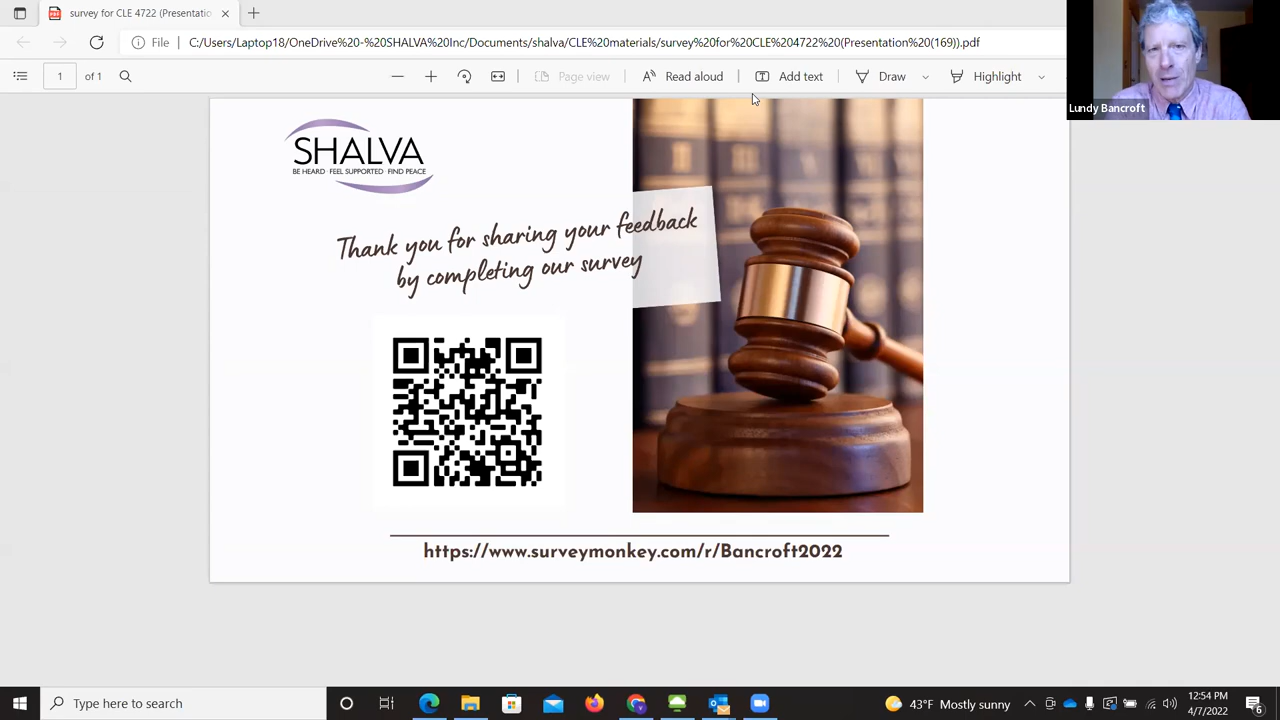 survey for CLE 4722 (Presentatio
File
C:/Users/Laptop18/OneDrive%20-%20SHALVA%20Inc/Documents/shalva/CLE%20materials/survey%20for%20CLE%204722%20(Presentation%20(169)).pdf
1 of 1
Page view
Read aloud
Add text
Draw
Highlight
Lundy Bancroft
SHALVA
BE HEARD FEEL SUPPORTED FIND PEACE
Thank you for sharing your feedback
by completing our survey
https://www.surveymonkey.com/r/Bancroft2022
Type here to search
43°F Mostly sunny
12:54 PM
4/7/2022
6